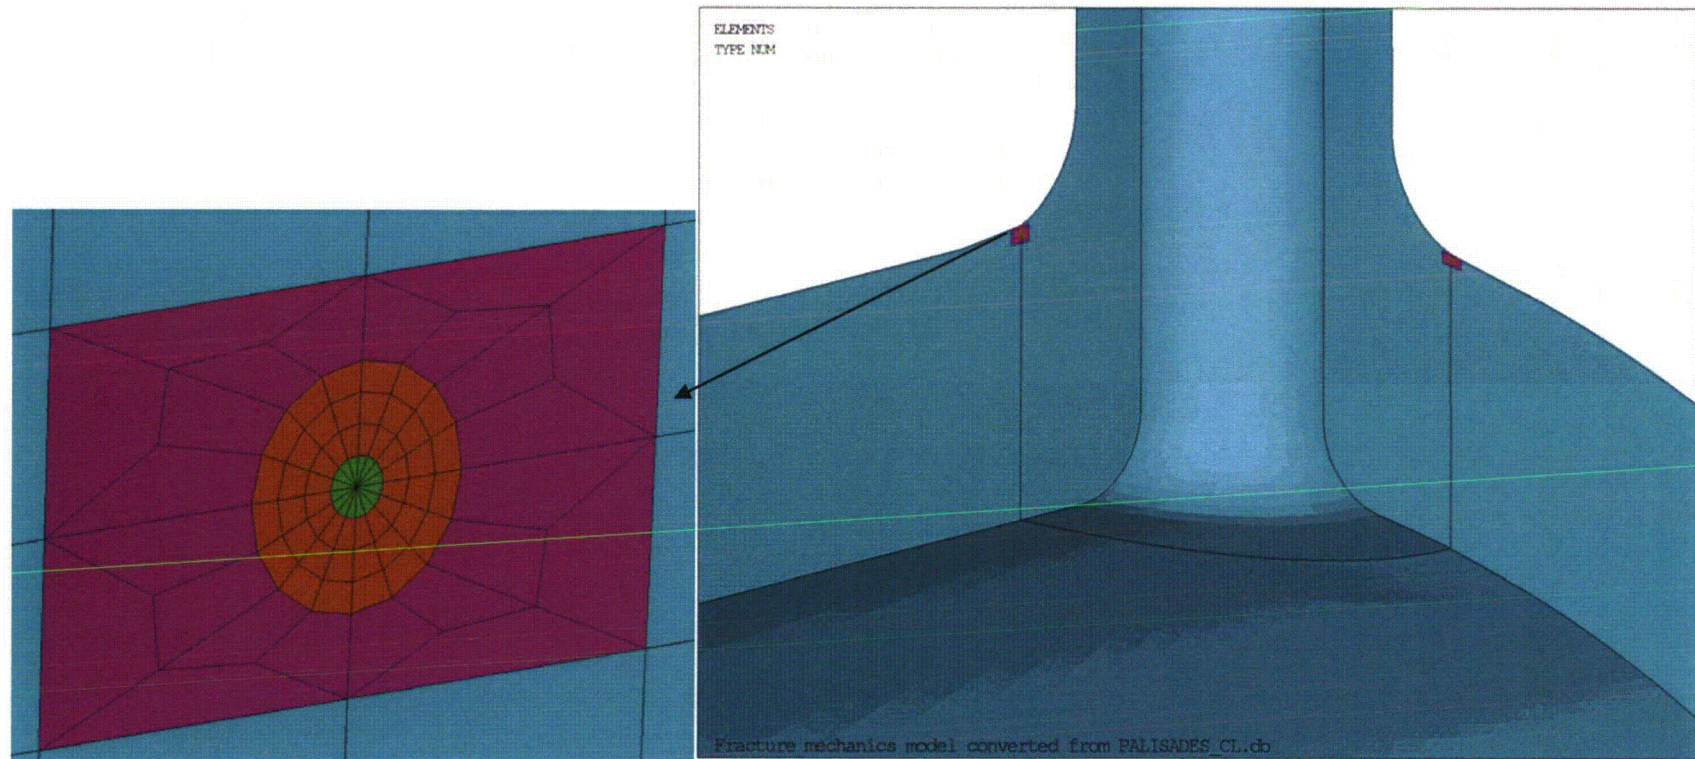 ELEMENTS
TYPE NUM
Fracture mechanics model converted from PALISADES_CL.db